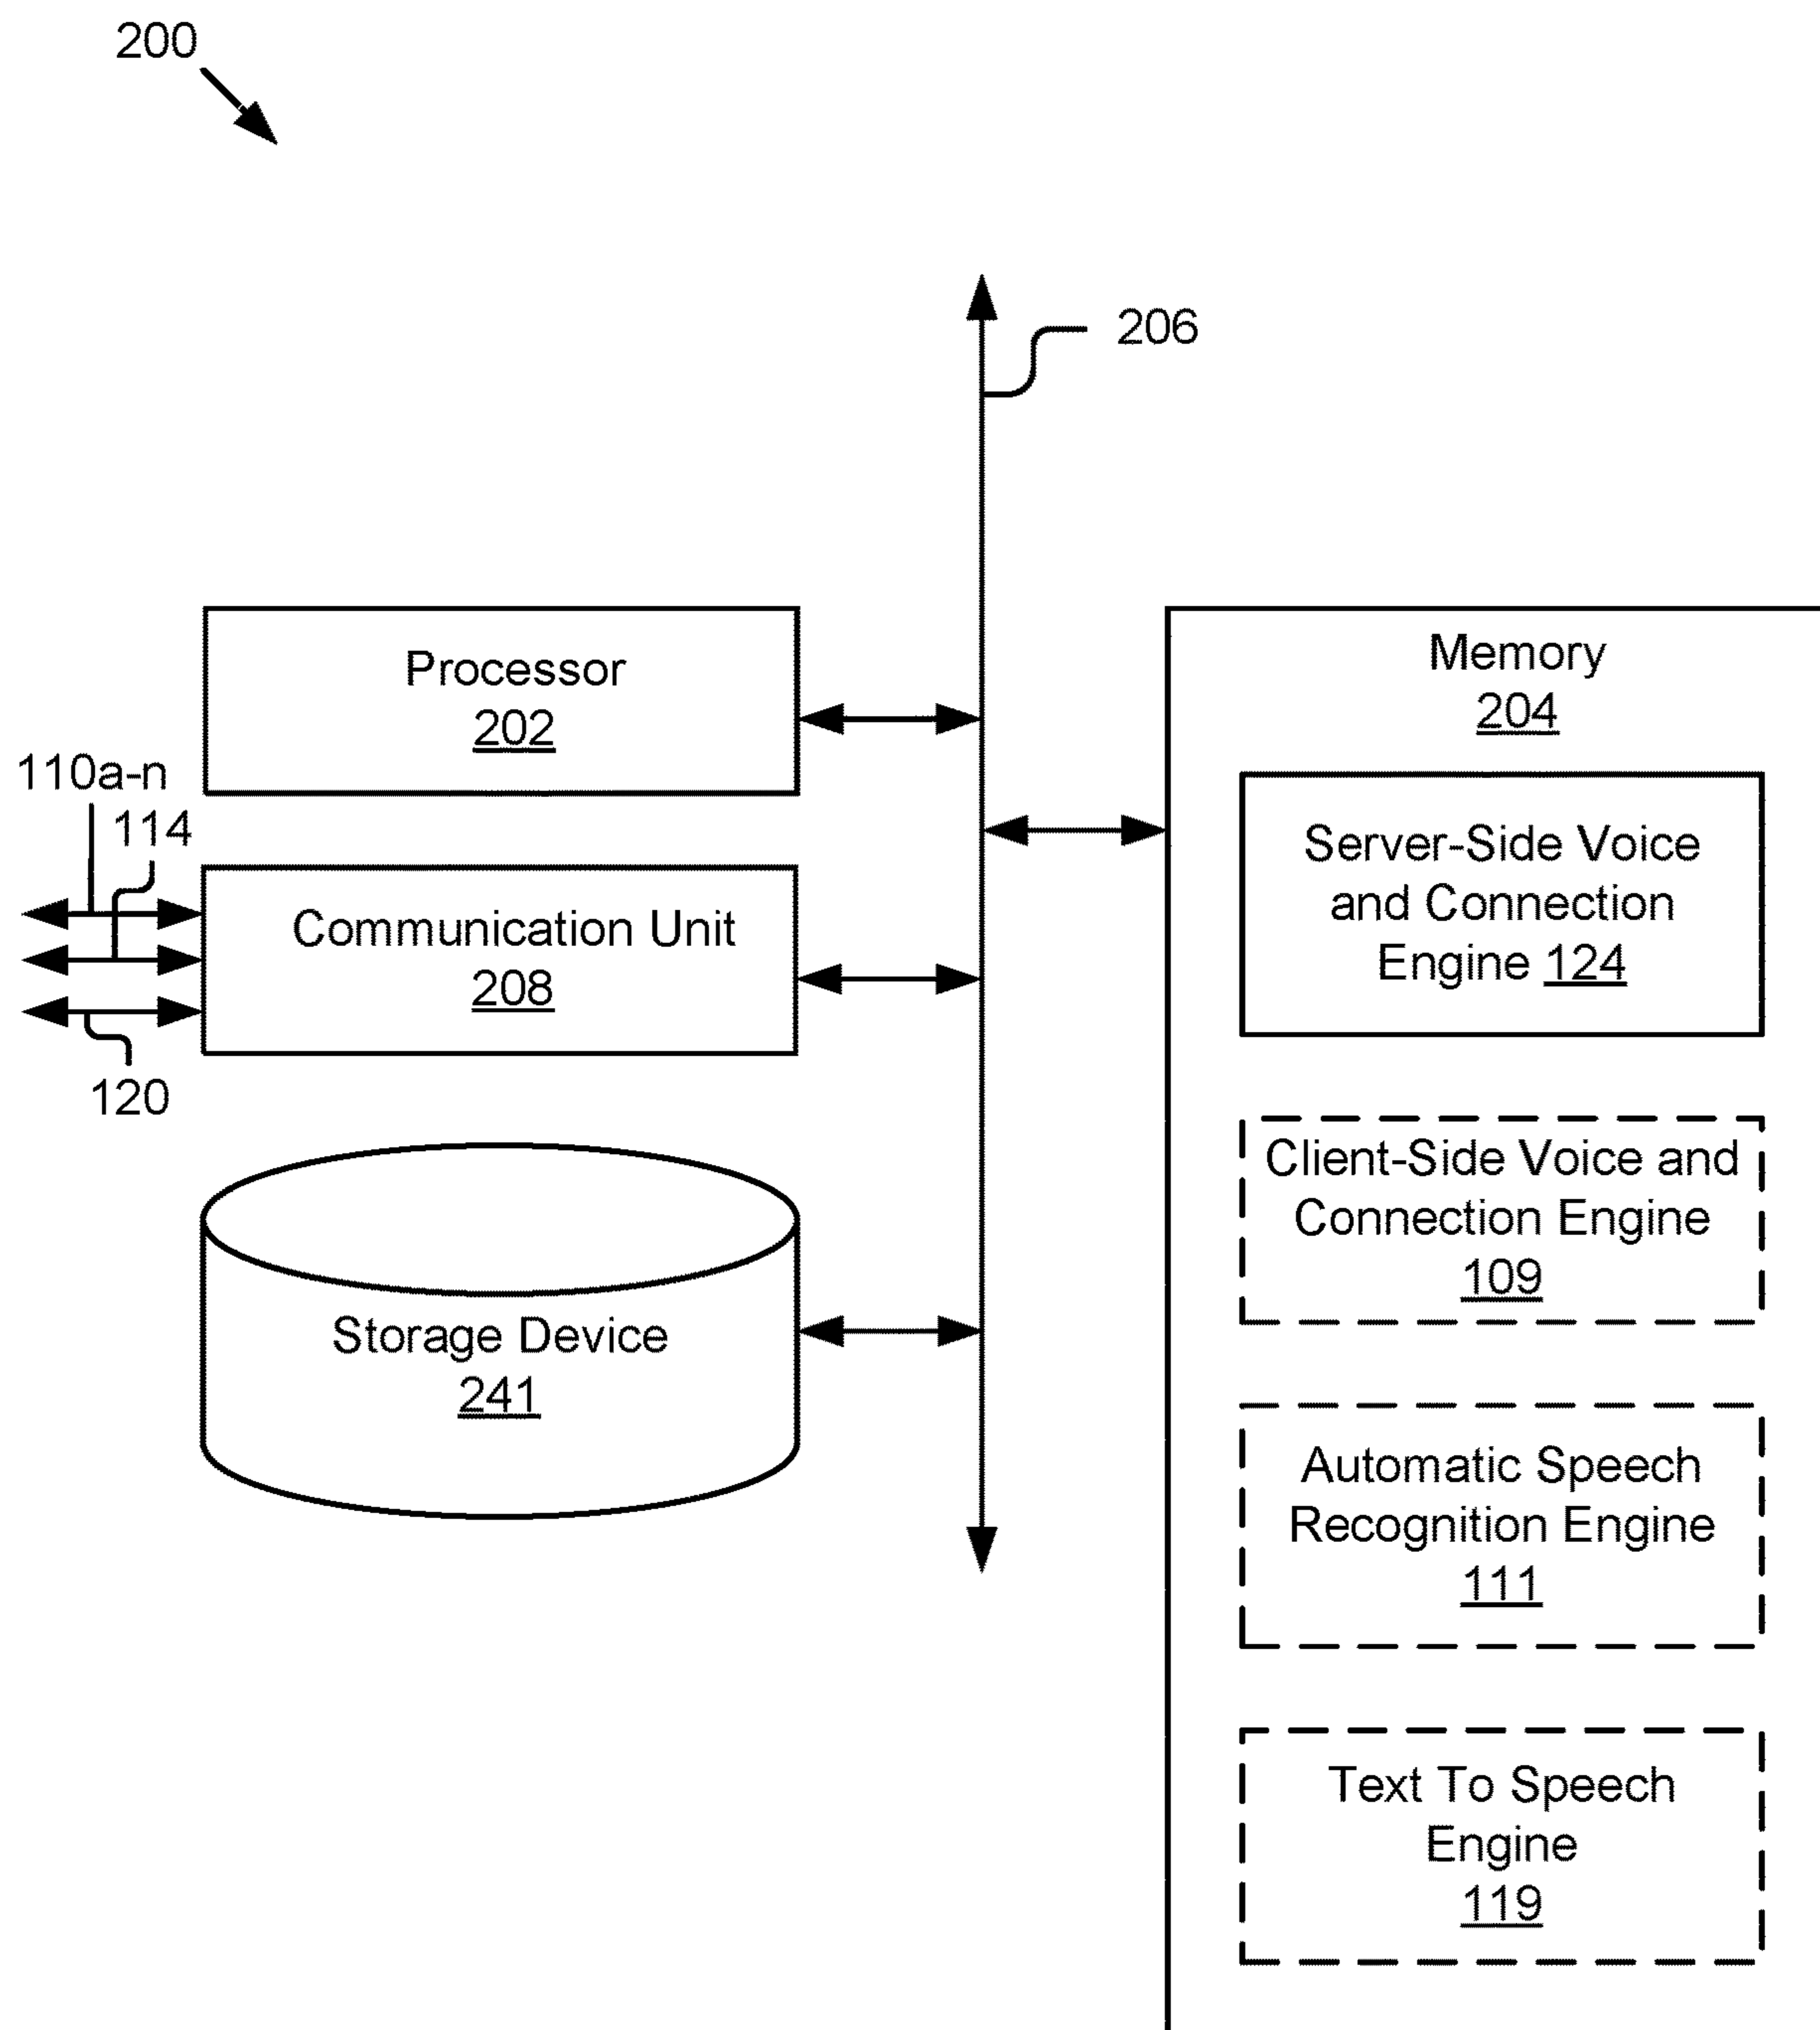 200
206
Processor
202
110a-n
114
Communication Unit
208
120
Storage Device
241
Memory
204
Server-Side Voice
and Connection
Engine 124
Client-Side Voice and
Connection Engine
109
Automatic Speech
Recognition Engine
111
Text To Speech
Engine
119